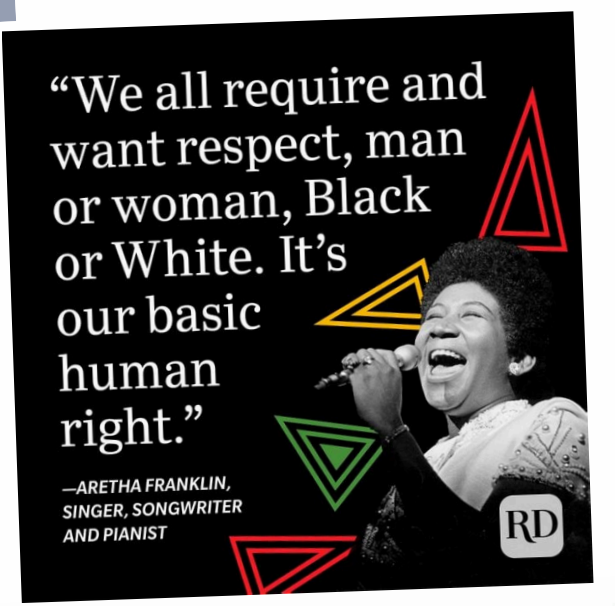 “We all require and
want respect, man
or woman, Black
or White. It’s
our basic
human
right.”
—ARETHA FRANKLIN,
SINGER, SONGWRITER
AND PIANIST
RD